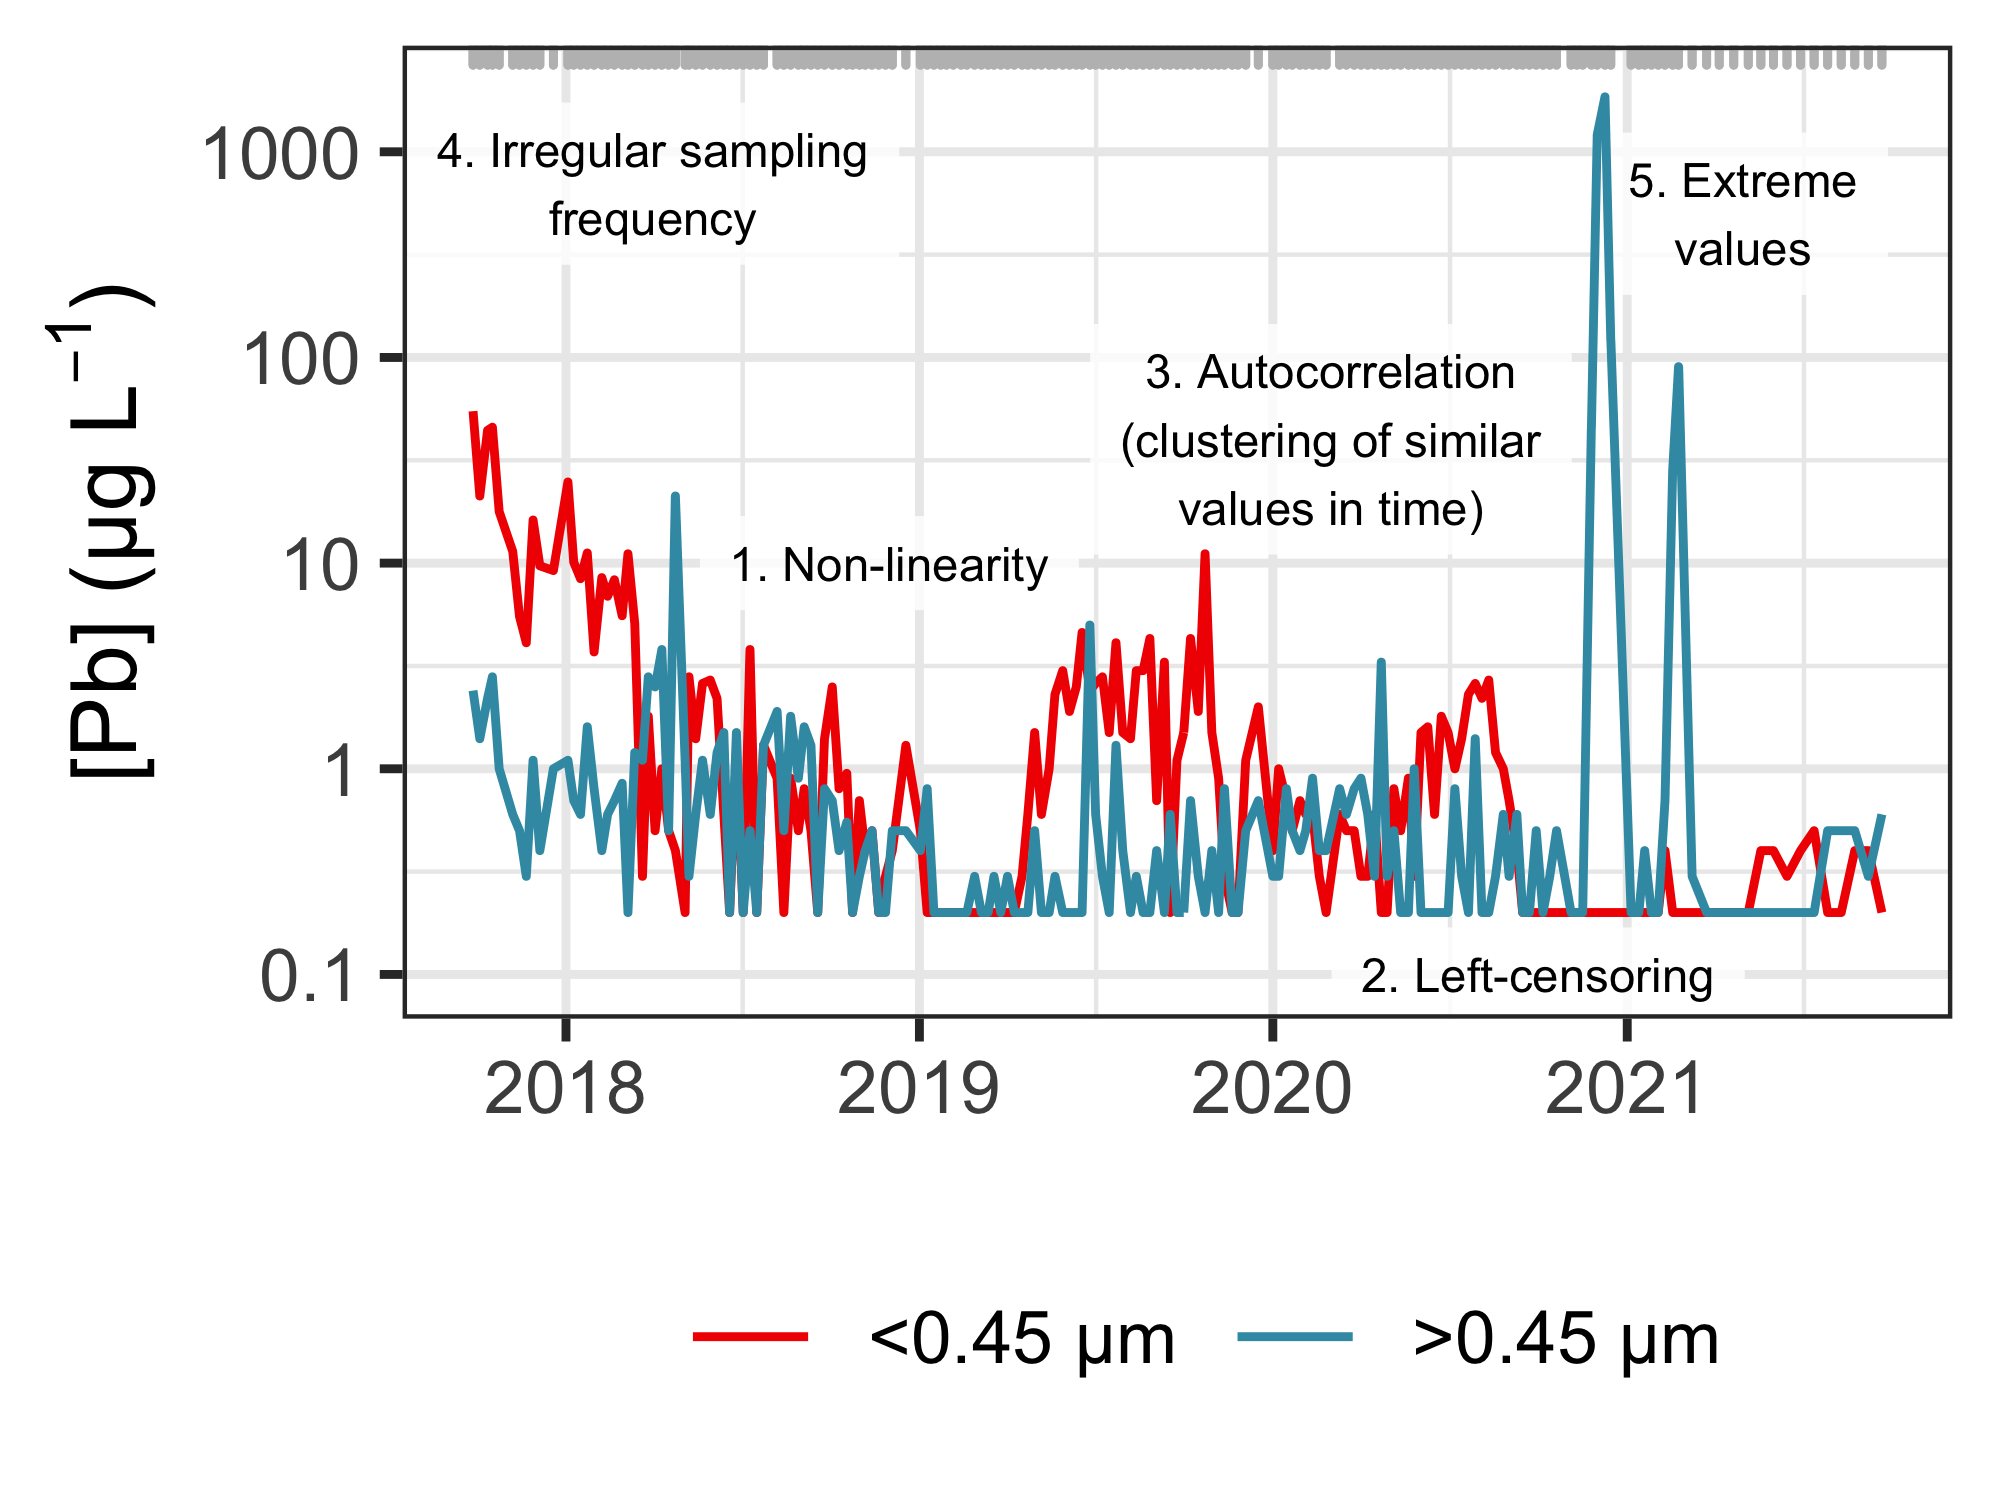 4. Irregular sampling
frequency
5. Extreme
values
3. Autocorrelation
(clustering of similar
values in time)
1. Non-linearity
2. Left-censoring
[Pb] (µg L⁻¹)
1000
100
10
1
0.1
2018 2019 2020 2021
<0.45 µm >0.45 µm